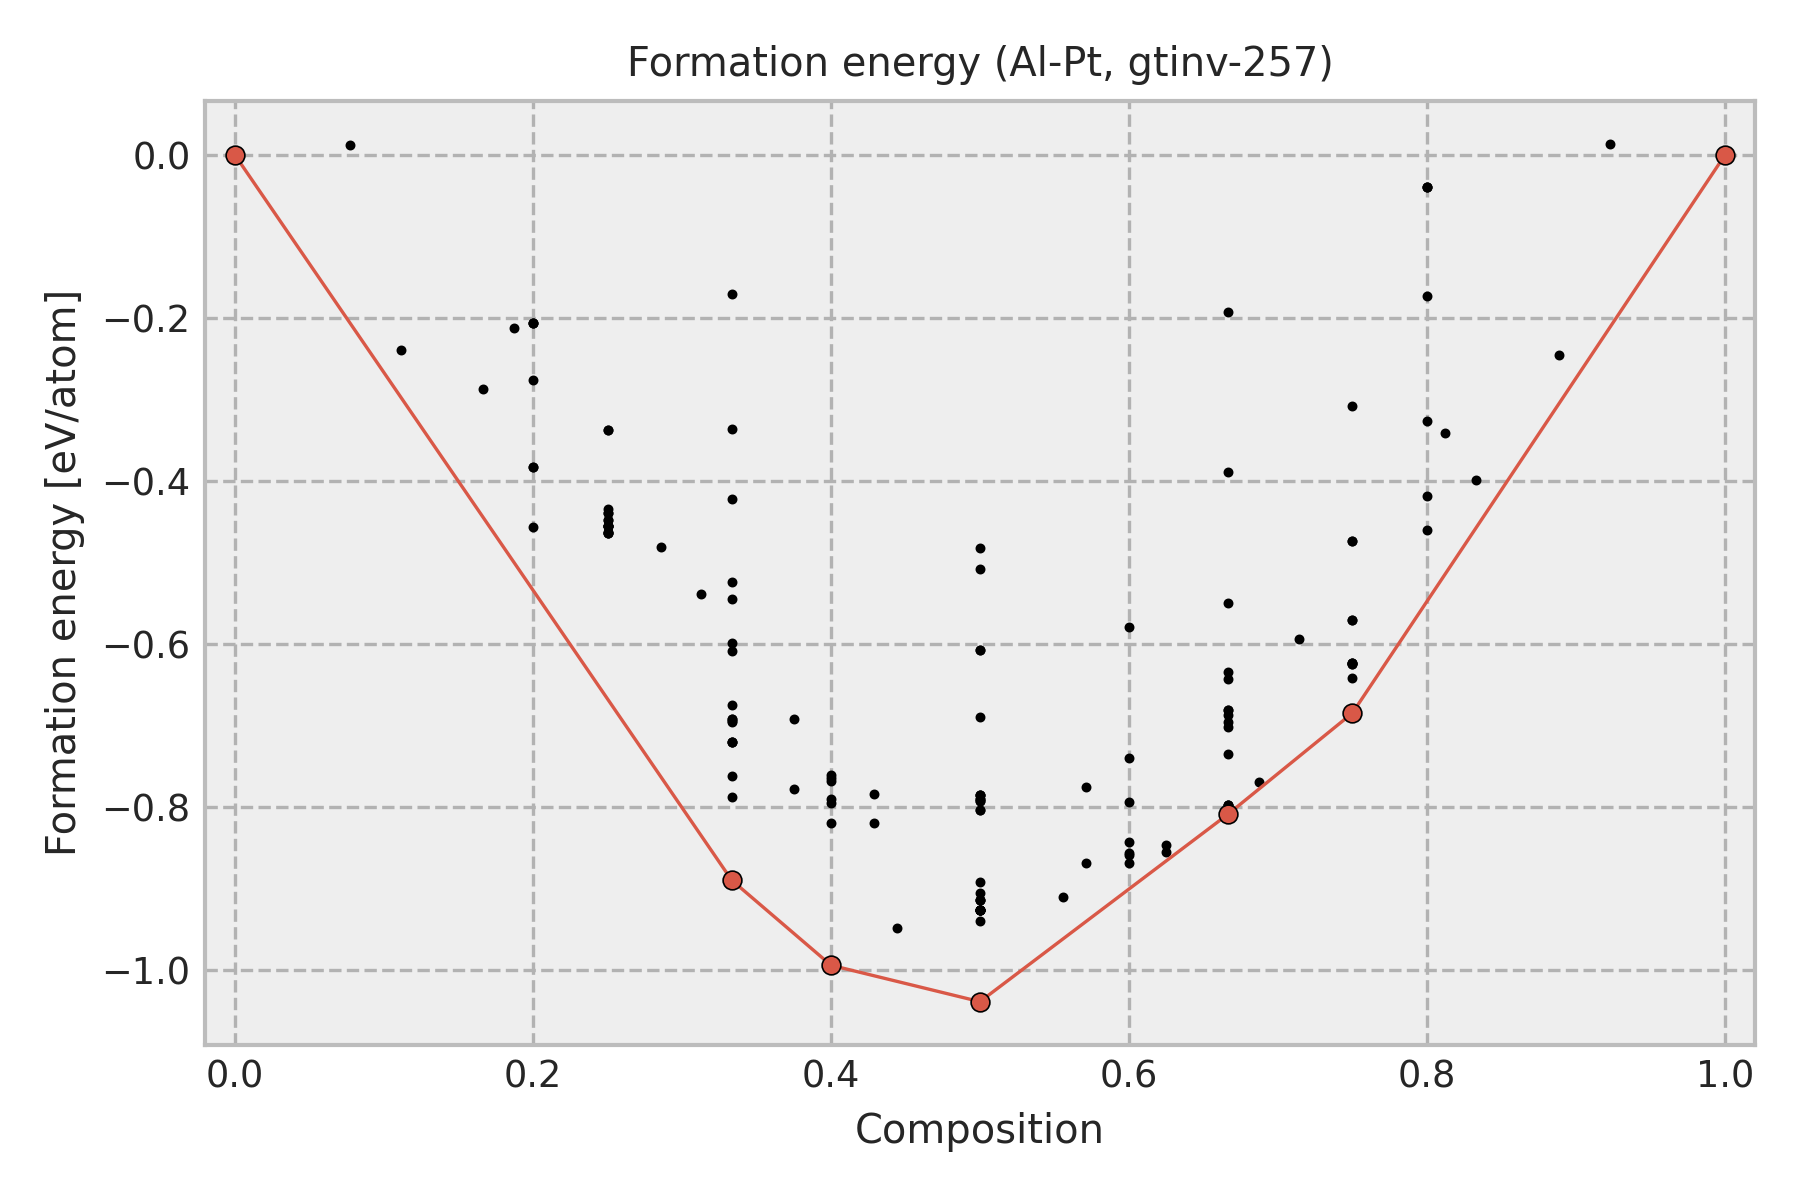 Formation energy (Al-Pt, gtinv-257)
0.0
−0.2
−0.4
−0.6
−0.8
−1.0
Formation energy [eV/atom]
0.0 0.2 0.4 0.6 0.8 1.0
Composition